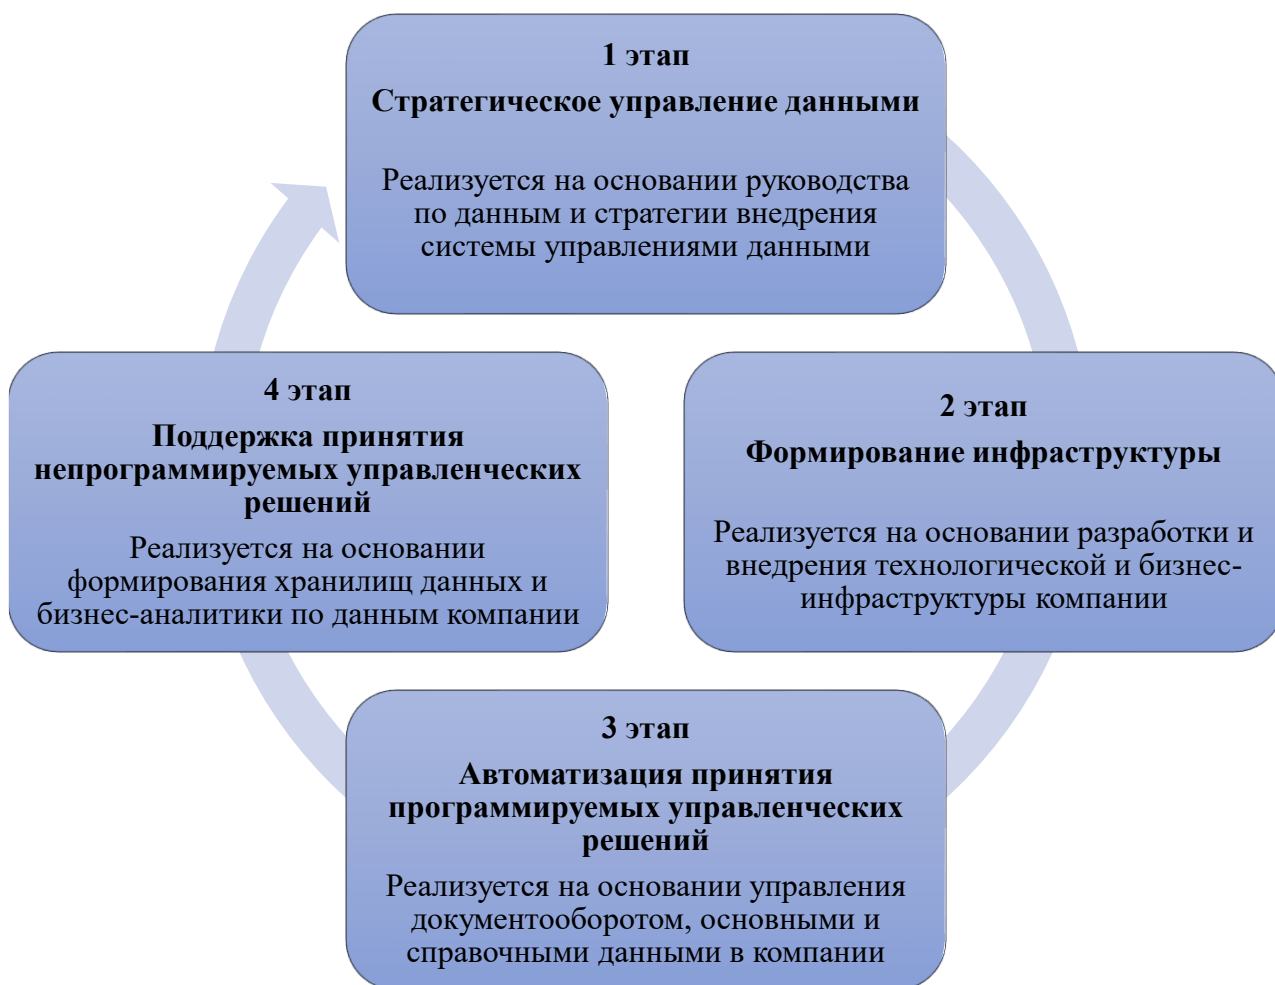 1 этап
Стратегическое управление данными
Реализуется на основании руководства
по данным и стратегии внедрения
системы управлениями данными
2 этап
Формирование инфраструктуры
Реализуется на основании разработки и
внедрения технологической и бизнес-
инфраструктуры компании
3 этап
Автоматизация принятия
программируемых управленческих
решений
Реализуется на основании управления
документооборотом, основными и
справочными данными в компании
4 этап
Поддержка принятия
непрограммируемых управленческих
решений
Реализуется на основании
формирования хранилищ данных и
бизнес-аналитики по данным компании